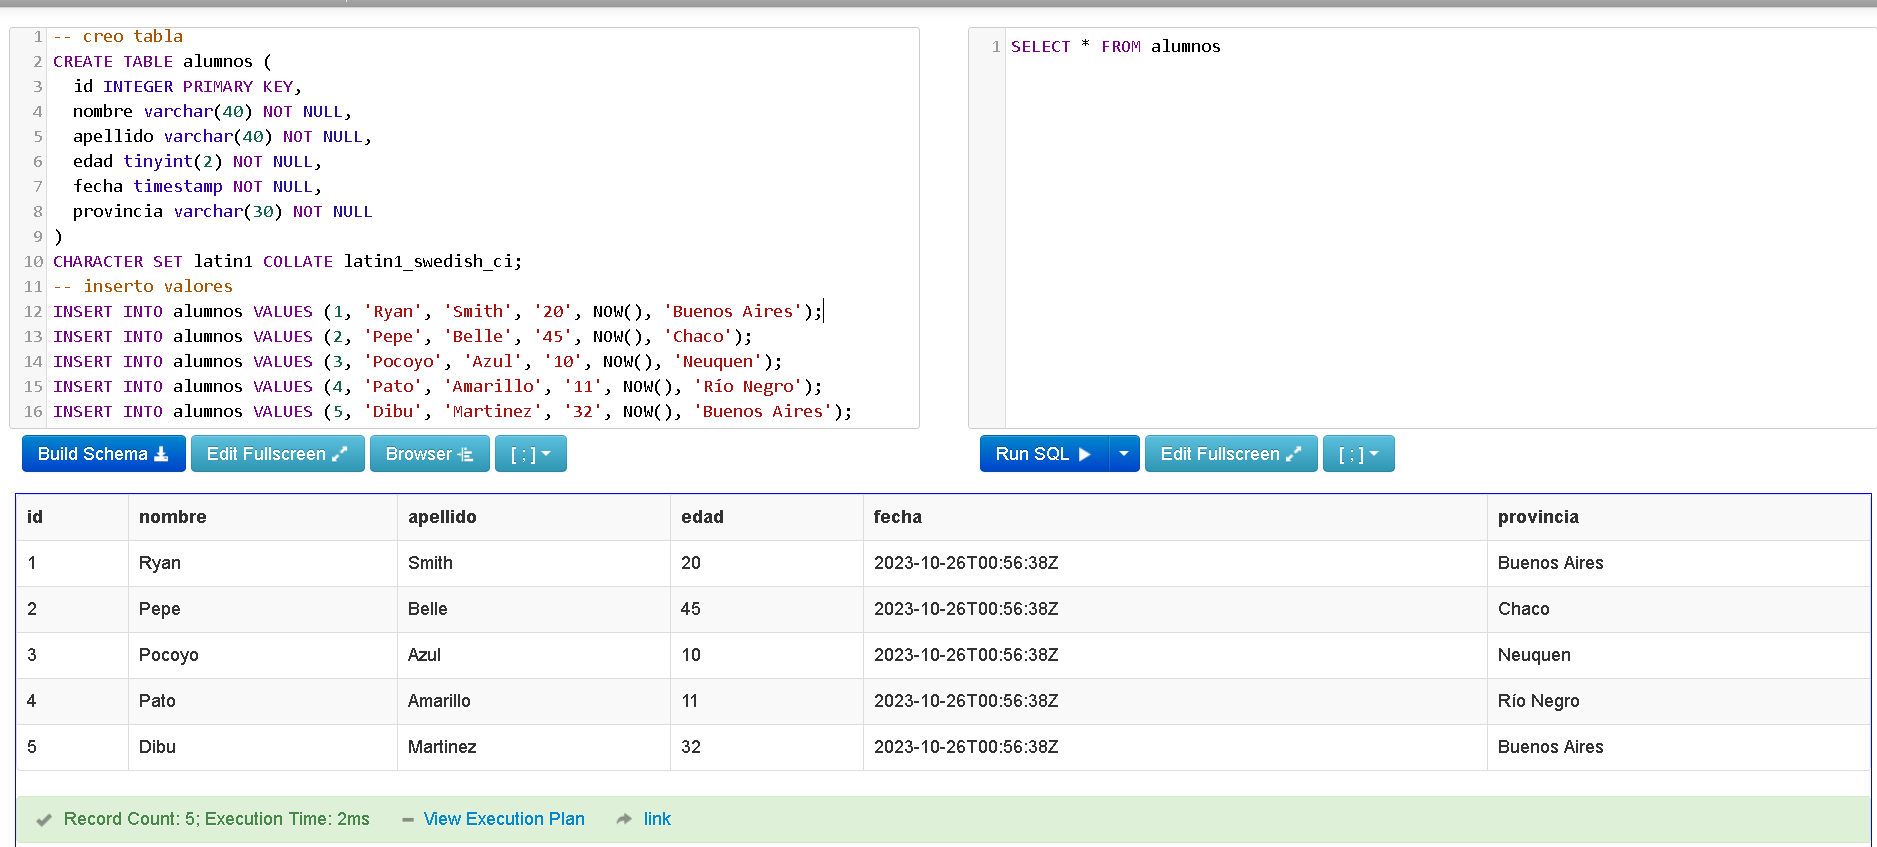 1 -- creo tabla
2 CREATE TABLE alumnos (
3 id INTEGER PRIMARY KEY,
4 nombre varchar(40) NOT NULL,
5 apellido varchar(40) NOT NULL,
6 edad tinyint(2) NOT NULL,
7 fecha timestamp NOT NULL,
8 provincia varchar(30) NOT NULL
9 )
10 CHARACTER SET latin1 COLLATE latin1_swedish_ci;
11 -- inserto valores
12 INSERT INTO alumnos VALUES (1, 'Ryan', 'Smith', '20', NOW(), 'Buenos Aires');
13 INSERT INTO alumnos VALUES (2, 'Pepe', 'Belle', '45', NOW(), 'Chaco');
14 INSERT INTO alumnos VALUES (3, 'Pocoyo', 'Azul', '10', NOW(), 'Neuquen');
15 INSERT INTO alumnos VALUES (4, 'Pato', 'Amarillo', '11', NOW(), 'Río Negro');
16 INSERT INTO alumnos VALUES (5, 'Dibu', 'Martinez', '32', NOW(), 'Buenos Aires');
1 SELECT * FROM alumnos
Build Schema Edit Fullscreen Browser [ ; ]
Run SQL Edit Fullscreen [ ; ]
id nombre apellido edad fecha provincia
1 Ryan Smith 20 2023-10-26T00:56:38Z Buenos Aires
2 Pepe Belle 45 2023-10-26T00:56:38Z Chaco
3 Pocoyo Azul 10 2023-10-26T00:56:38Z Neuquen
4 Pato Amarillo 11 2023-10-26T00:56:38Z Río Negro
5 Dibu Martinez 32 2023-10-26T00:56:38Z Buenos Aires
Record Count: 5; Execution Time: 2ms View Execution Plan link